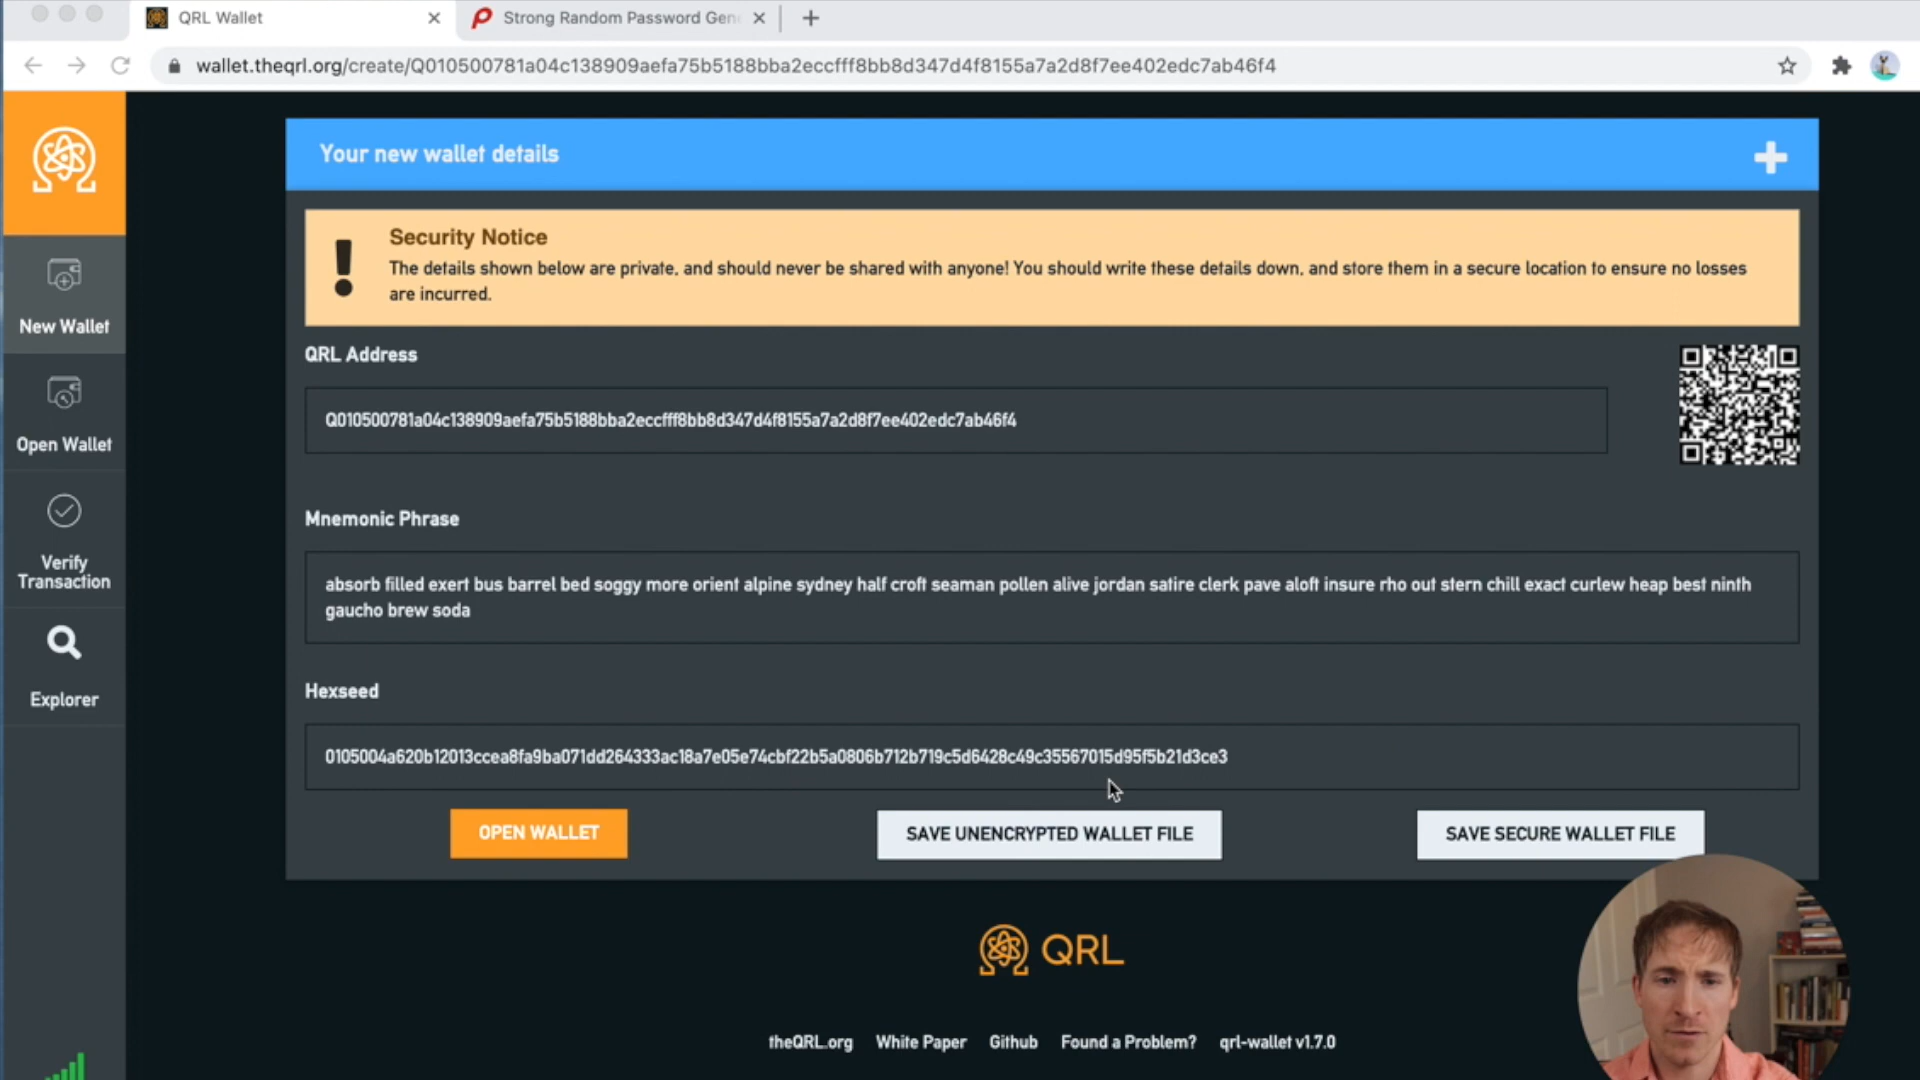 QRL Wallet
Strong Random Password Gen
wallet.theqrl.org/create/Q010500781a04c138909aefa75b5188bba2eccfff8bb8d347d4f8155a7a2d8f7ee402edc7ab46f4
Your new wallet details
Security Notice
The details shown below are private, and should never be shared with anyone! You should write these details down, and store them in a secure location to ensure no losses
are incurred.
New Wallet
QRL Address
Q010500781a04c138909aefa75b5188bba2eccfff8bb8d347d4f8155a7a2d8f7ee402edc7ab46f4
Open Wallet
Mnemonic Phrase
absorb filled exert bus barrel bed soggy more orient alpine sydney half croft seaman pollen alive jordan satire clerk pave aloft insure rho out stern chill exact curlew heap best ninth
gaucho brew soda
Verify
Transaction
Explorer
Hexseed
0105004a620b12013ccea8fa9ba071dd264333ac18a7e05e74cbf22b5a0806b712b719c5d6428c49c35567015d95f5b21d3ce3
OPEN WALLET
SAVE UNENCRYPTED WALLET FILE
SAVE SECURE WALLET FILE
QRL
theQRL.org
White Paper
Github
Found a Problem?
qrl-wallet v1.7.0